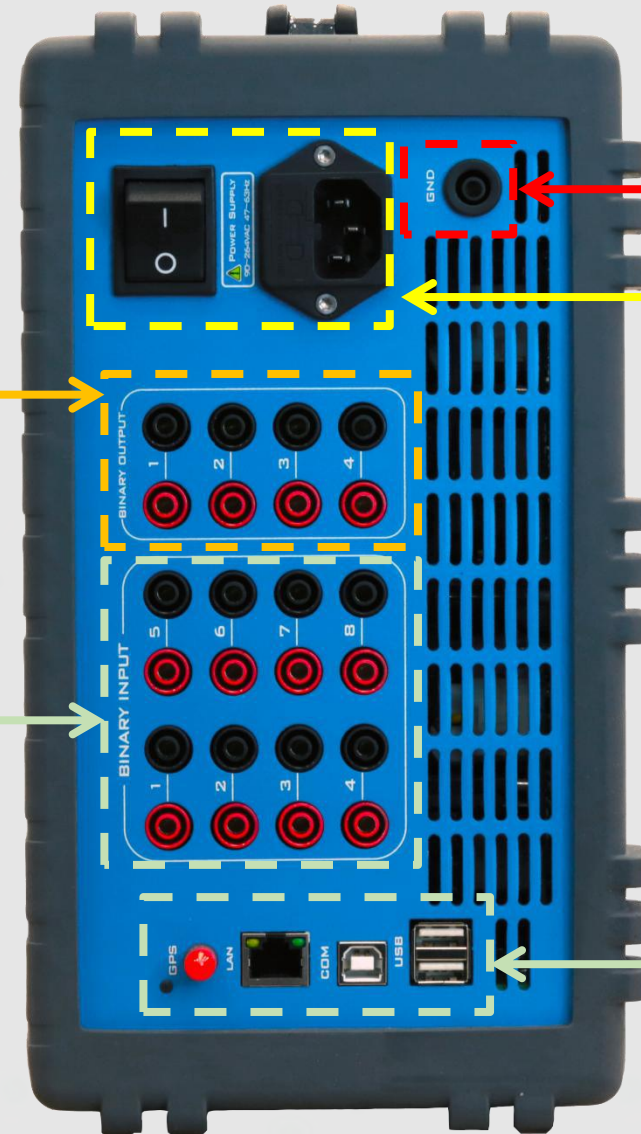 I
O
POWER SUPPLY
90~264VAC 47~63Hz
GND
BINARY OUTPUT
1
2
3
4
BINARY INPUT
5
6
7
8
1
2
3
4
GPS
LAN
COM
USB